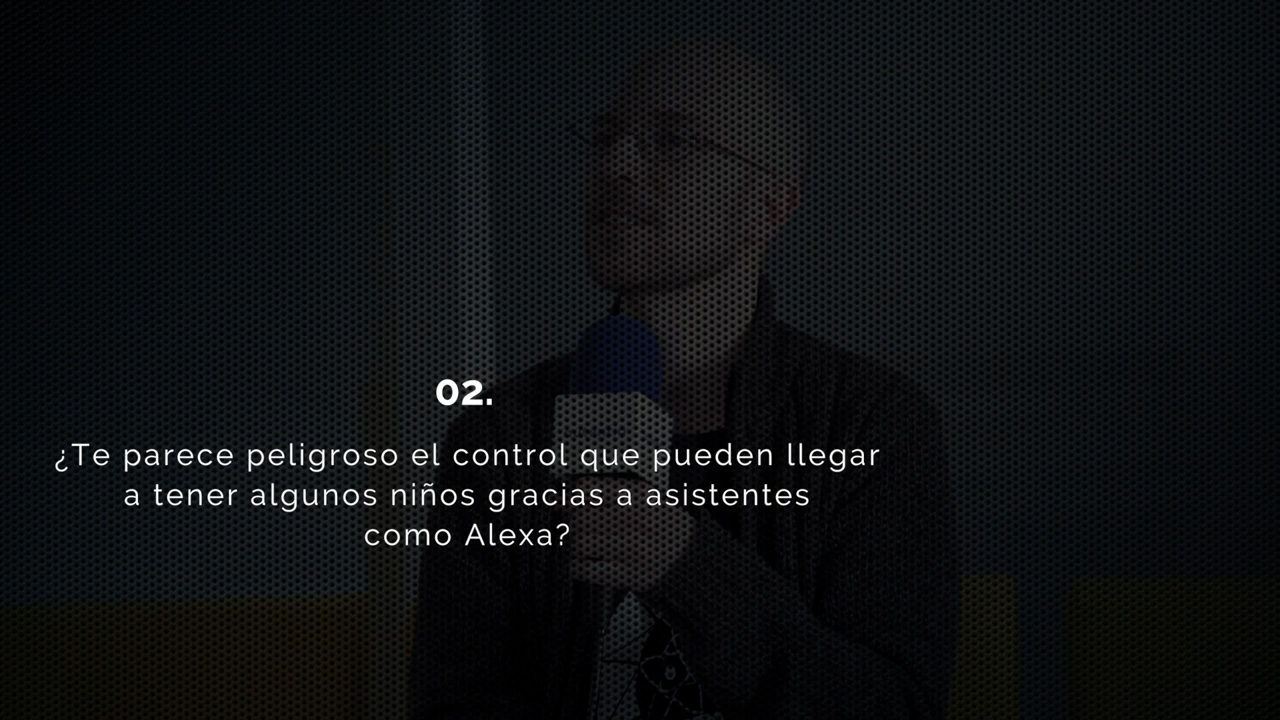 02.
¿Te parece peligroso el control que pueden llegar
a tener algunos niños gracias a asistentes
como Alexa?